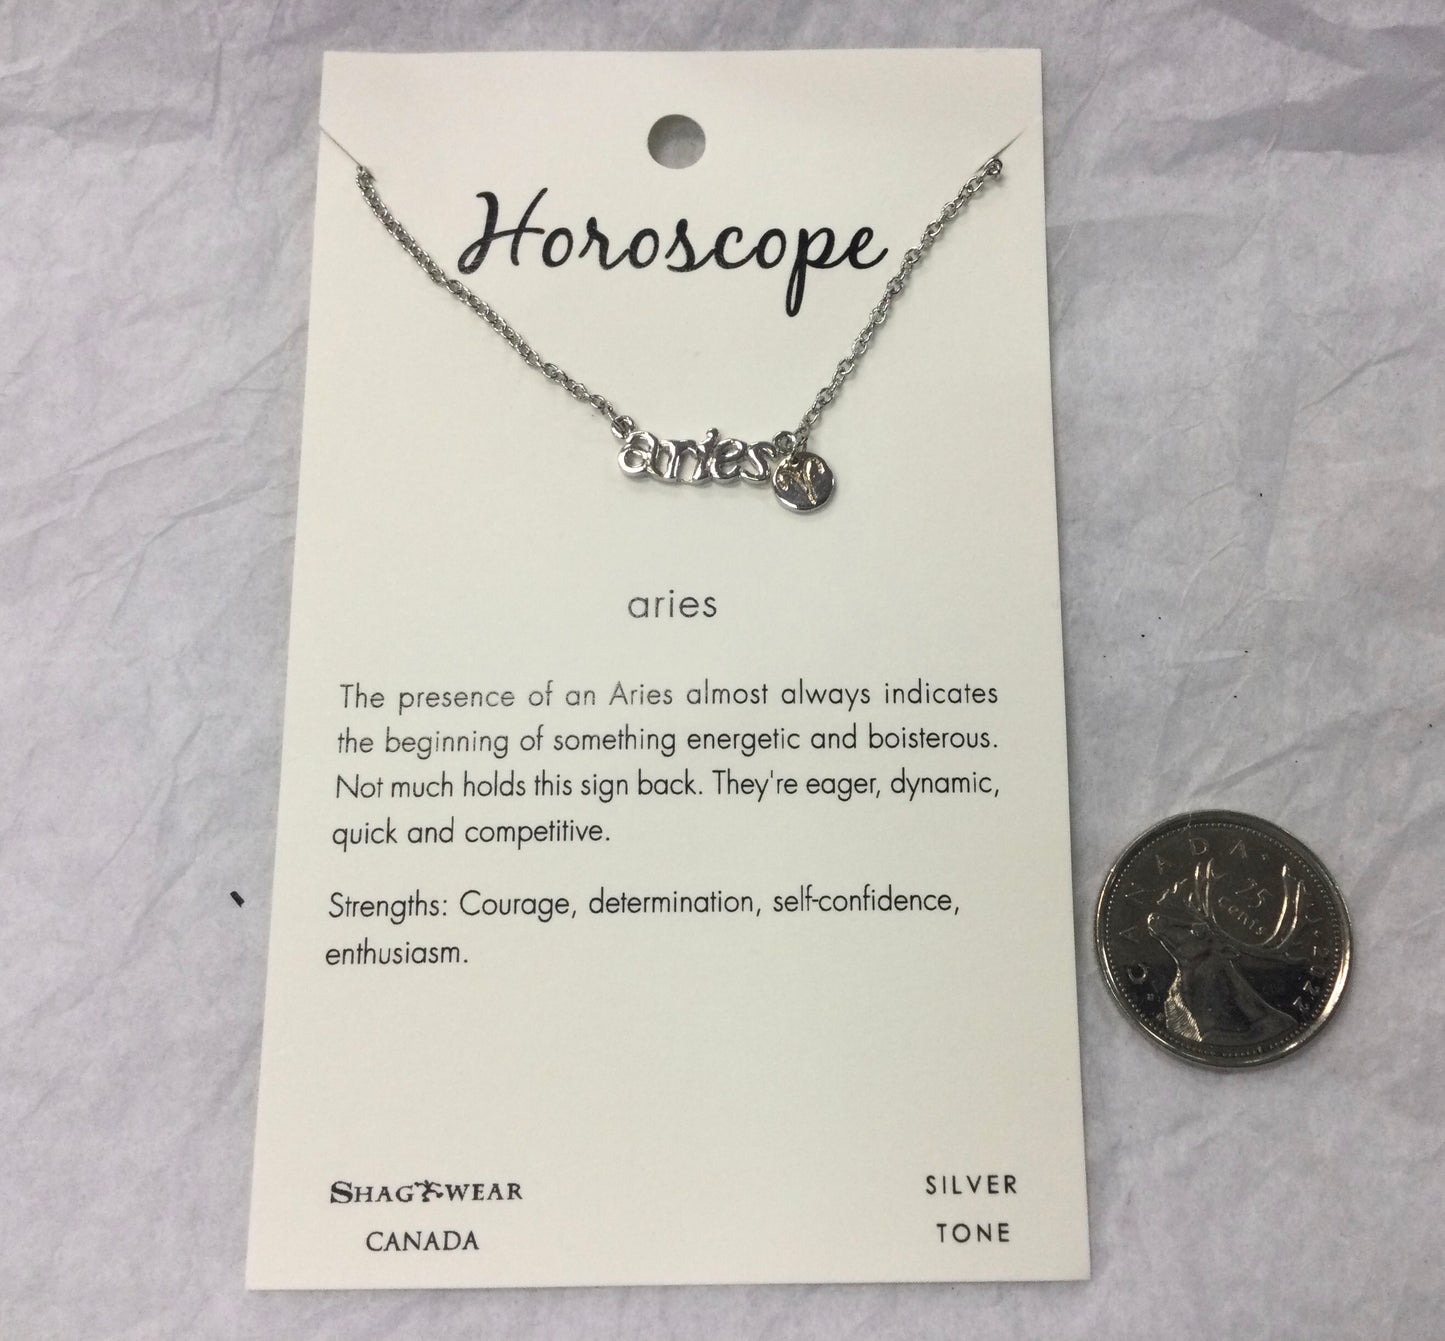 Horoscope
aries
aries
The presence of an Aries almost always indicates
the beginning of something energetic and boisterous.
Not much holds this sign back. They're eager, dynamic,
quick and competitive.
Strengths: Courage, determination, self-confidence,
enthusiasm.
SHAGWEAR
CANADA
SILVER
TONE
CANADA
25
cents
2022